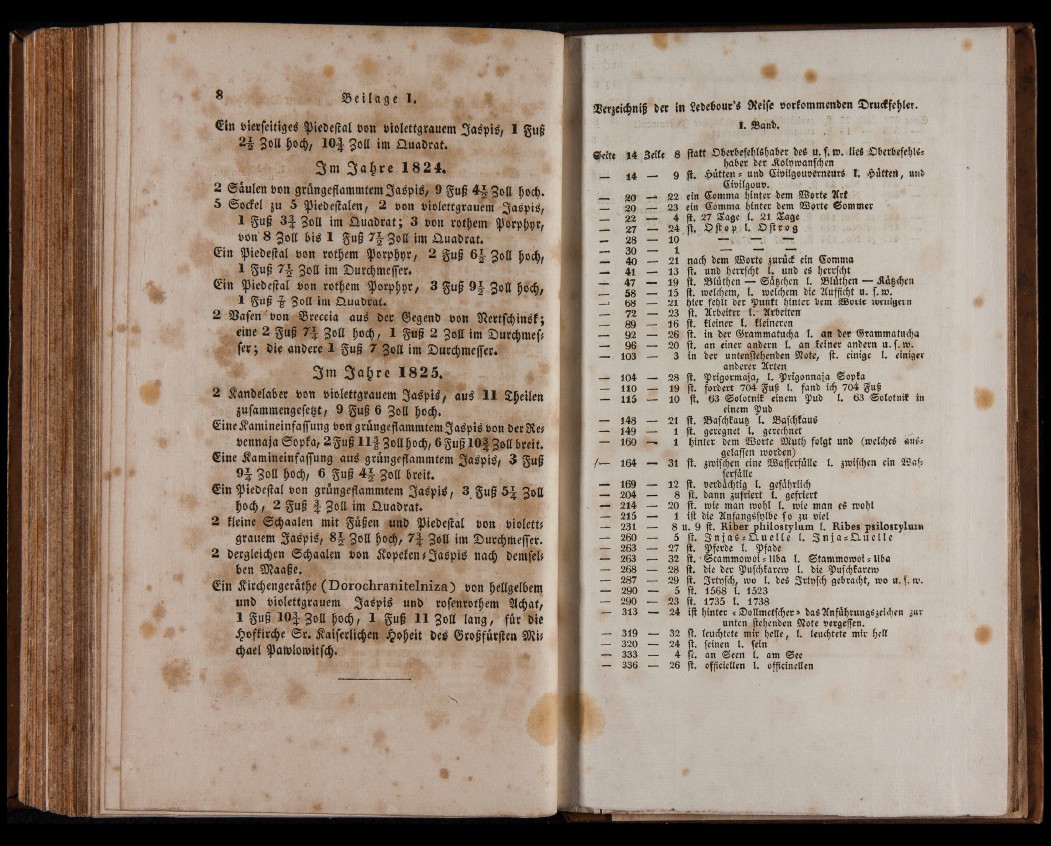 8 Beilage 1.
Ein vierseitiges Piedestal von violettgrauem Jaspis, 1 Fuß
2½ Zoll hoch, 10¾ Zoll im Quadrat.
Im Jahre 1824.
2 Säulen von grüngeflammtem Jaspis, 9 Fuß 4½ Zoll hoch.
5 Sockel zu 5 Piedestalen, 2 von violettgrauem Jaspis,
1 Fuß 3¾ Zoll im Quadrat; 3 von rothem Porphyr,
von 8 Zoll bis 1 Fuß 7½ Zoll im Quadrat.
Ein Piedestal von rothem Porphyr, 2 Fuß 6½ Zoll hoch,
1 Fuß 7½ Zoll im Durchmesser.
Ein Piedestal von rothem Porphyr, 3 Fuß 9½ Zoll hoch,
1 Fuß ⅞ Zoll im Quadrat.
2 Vasen von Breccia aus der Gegend von Nertschinsk;
eine 2 Fuß 7¼ Zoll hoch, 1 Fuß 2 Zoll im Durchmes-
ser; die andere 1 Fuß 7 Zoll im Durchmesser.
Im Jahre 1825.
2 Kandelaber von violettgrauem Jaspis, aus 11 Theilen
zusammengesetzt, 9 Fuß 6 Zoll hoch.
Eine Kamineinfassung von grüngeflammtem Jaspis von der Re-
vennaja Sopka, 2 Fuß 11¾ Zoll hoch, 6 Fuß 10¾ Zoll breit.
Eine Kamineinfassung aus grüngeflammtem Jaspis, 3 Fuß
9¼ Zoll hoch, 6 Fuß 4½ Zoll breit.
Ein Piedestal von grüngeflammtem Jaspis, 3 Fuß 5½ Zoll
hoch, 2 Fuß ¾ Zoll im Quadrat.
2 kleine Schaalen mit Füßen und Piedestal von violett-
grauem Jaspis, 8½ Zoll hoch, 7¾ Zoll im Durchmesser.
2 dergleichen Schaalen von Kopeken-Jaspis nach demsel-
ben Maaße.
Ein Kirchengeräthe (Dorochranitelniza) von hellgelbem
und violettgrauem Jaspis und rosenrothem Achat,
1 Fuß 10¾ Zoll hoch, 1 Fuß 11 Zoll lang, für die
Hofkirche Sr. Kaiserlichen Hoheit des Großfürsten Mi-
chael Pawlowitsch.
Verzeichniß der in Ledebour's Reise vorkommenden Druckfehler.
I. Band.
Seite 14 Zeile 8 statt Oberbefehlshaber des u. s. w. lies Oberbefehls-
haber der Kolywanschen
— 14 — 9 st. Hütten- und Civilgouverneurs l. Hütten, und
Civilgouv.
— 20 — 22 ein Comma hinter dem Worte Art
— 20 — 23 ein Comma hinter dem Worte Sommer
— 22 — 4 st. 27 Tage l. 21 Tage
— 27 — 24 st. Ostop l. Ostrog
— 28 — 10 — — —
— 30 — 1 — — —
— 40 — 21 nach dem Worte zurück ein Comma
— 41 — 13 st. und herrscht l. und es herrscht
— 47 — 19 st. Blüthen — Sätzchen l. Blüthen — Kätzchen
— 58 — 15 st. welchem, l. welchem die Aufsicht u. s. w.
— 68 — 21 hier fehlt der Punkt hinter dem Worte wenigern
— 72 — 23 st. Arbeiter l. Arbeiten
— 89 — 16 st. kleiner l. kleineren
— 92 — 26 st. in der Grammatucha l. an der Grammatucha
— 96 — 20 st. an einer andern l. an keiner andern u. s. w.
— 103 — 3 in der untenstehenden Note, st. einige l. einiger
anderer Arten
— 104 — 28 st. Prigormaja, l. Prigonnaja Sopka
— 110 — 19 st. fordert 704 Fuß l. fand ich 704 Fuß
— 115 — 10 st. 63 Solotnik einem Pud l. 63 Solotnik in
einem Pud
— 148 — 21 st. Baschkautz l. Baschkaus
— 149 — 1 st. geregnet l. gerechnet
— 160 — 1 hinter dem Worte Muth folgt und (welches aus-
gelassen worden)
— 164 — 31 st. zwischen eine Wasserfülle l. zwischen ein Was-
serfälle
— 169 — 12 st. verdächtig l. gefährlich
— 204 — 8 st. dann zufriert l. gefriert
— 214 — 20 st. wie man wohl l. wie man es wohl
— 215 — 1 ist die Anfangssylbe so zu viel
— 231 — 8 u. 9 st. Riber philostylum l. Ribes psilostylum
— 260 — 5 st. Injas-Quelle l. Inja-Quelle
— 263 — 27 st. Pferde l. Pfade
— 263 — 32 st. Scammowoi-Uba l. Stammowoi-Uba
— 268 — 28 st. die der Puschkarew l. die Puschkarew
— 287 — 29 st. Irtysch, wo l. des Irtysch gebracht, wo u. s. w.
— 290 — 5 st. 1568 l. 1523
— 290 — 23 st. 1735 l. 1738
— 313 — 24 ist hinter «Dollmetscher» das Anführungszeichen zur
unten stehenden Note vergessen.
— 319 — 32 st. leuchtete mir helle, l. leuchtete mir hell
— 320 — 24 st. seinen l. sein
— 333 — 4 st. an Seen l. am See
— 336 — 26 st. officiellen l. officinellen